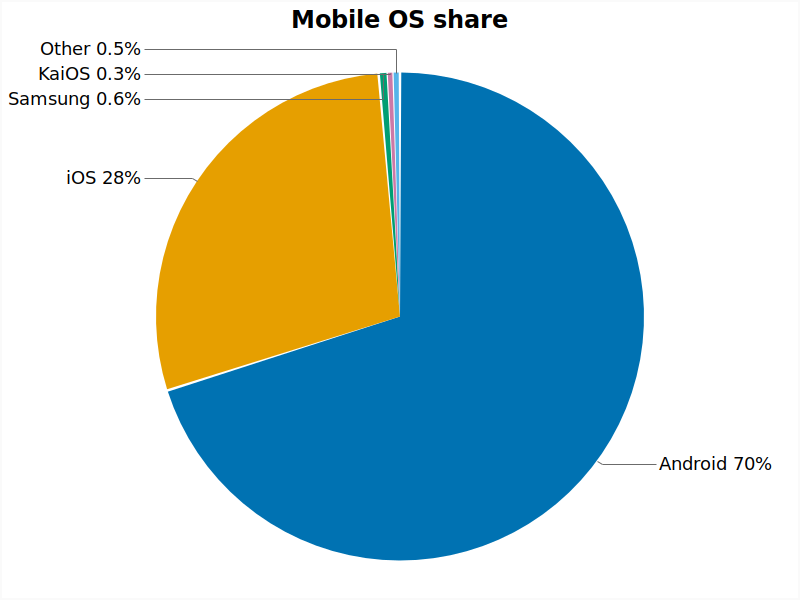 Mobile OS share
Other 0.5%
KaiOS 0.3%
Samsung 0.6%
iOS 28%
Android 70%